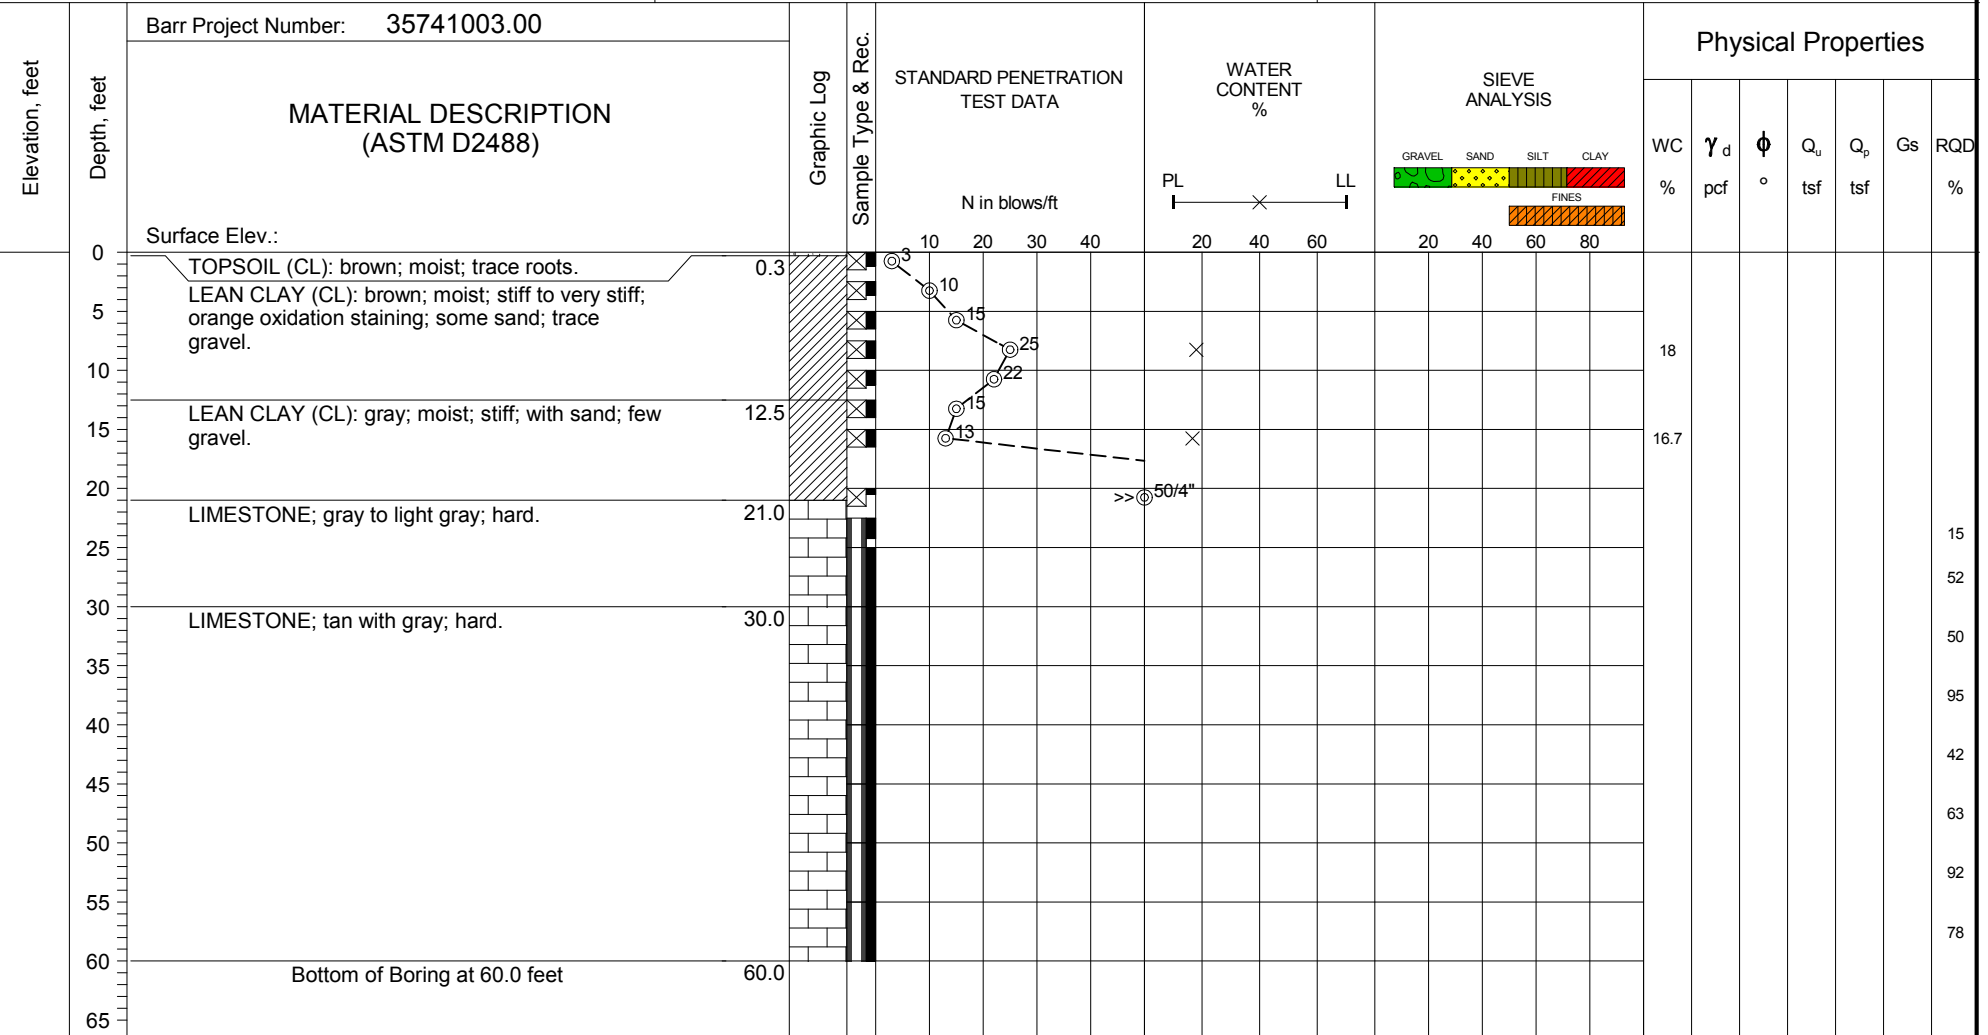 Barr Project Number: 35741003.00
Elevation, feet
Depth, feet
MATERIAL DESCRIPTION
(ASTM D2488)
Surface Elev.:
Graphic Log
Sample Type & Rec.
STANDARD PENETRATION
TEST DATA
N in blows/ft
10 20 30 40
WATER
CONTENT
%
PL LL
20 40 60
SIEVE
ANALYSIS
GRAVEL SAND SILT CLAY
FINES
20 40 60 80
Physical Properties
WC γd ϕ Qu Qp Gs RQD
% pcf ° tsf tsf %
0
TOPSOIL (CL): brown; moist; trace roots. 0.3
3
LEAN CLAY (CL): brown; moist; stiff to very stiff;
10
orange oxidation staining; some sand; trace
5
15
gravel.
25
18
10
22
LEAN CLAY (CL): gray; moist; stiff; with sand; few 12.5
15
gravel.
15
13
16.7
20
>> 50/4"
LIMESTONE; gray to light gray; hard. 21.0
15
25
52
30
LIMESTONE; tan with gray; hard. 30.0
50
35
95
40
42
45
63
50
92
55
78
60
Bottom of Boring at 60.0 feet 60.0
65